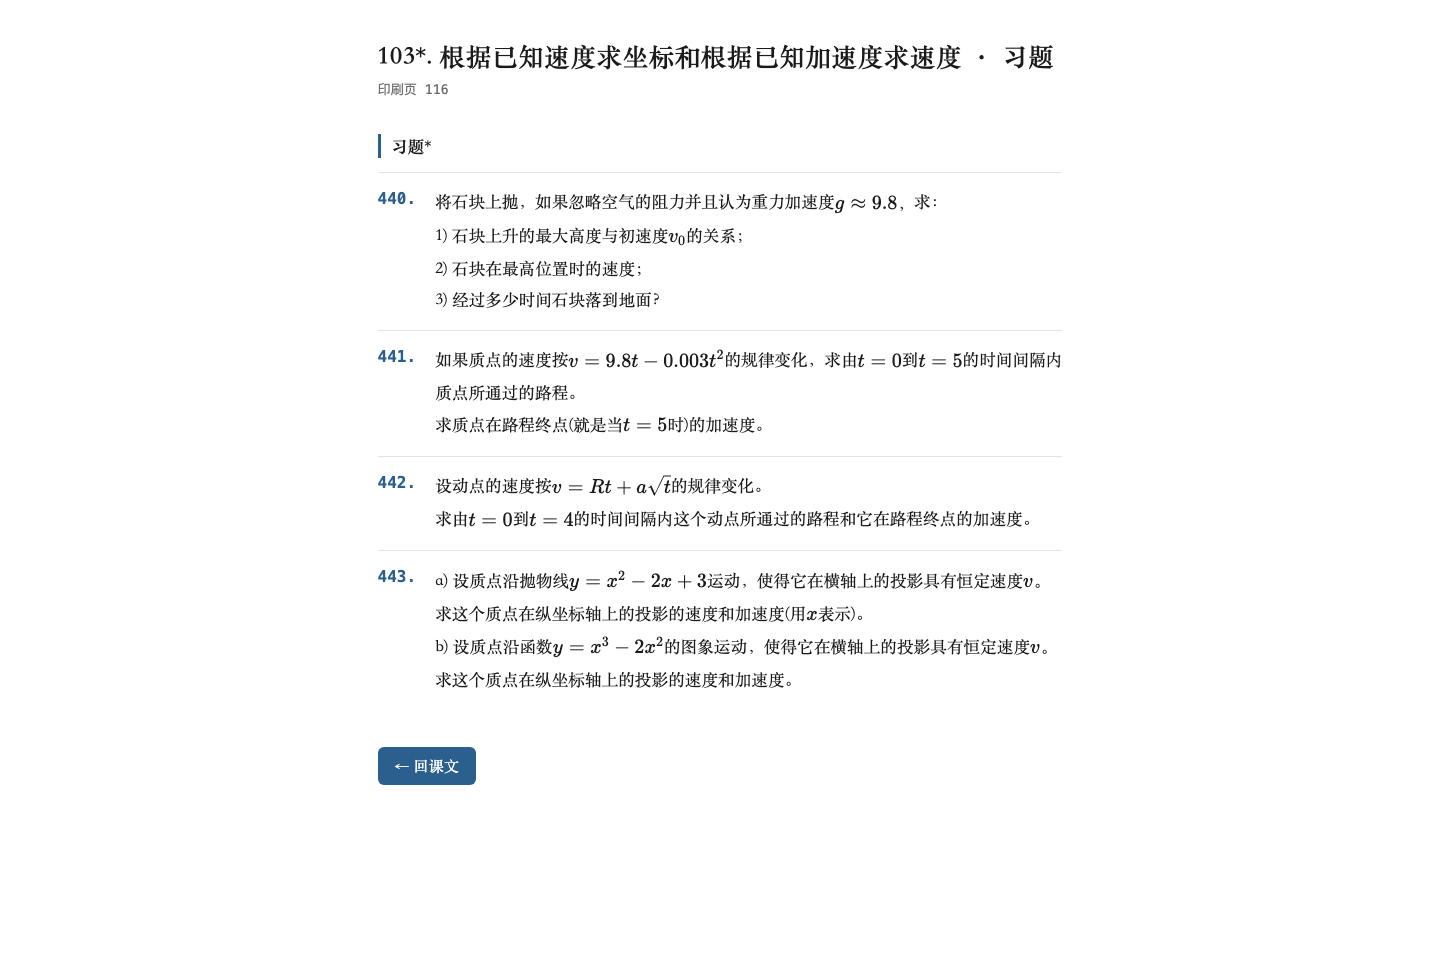 103*. 根据已知速度求坐标和根据已知加速度求速度 · 习题
印刷页 116
习题*
440. 将石块上抛，如果忽略空气的阻力并且认为重力加速度g ≈ 9.8，求：
1) 石块上升的最大高度与初速度v₀的关系；
2) 石块在最高位置时的速度；
3) 经过多少时间石块落到地面？
441. 如果质点的速度按v = 9.8t − 0.003t²的规律变化，求由t = 0到t = 5的时间间隔内
质点所通过的路程。
求质点在路程终点(就是当t = 5时)的加速度。
442. 设动点的速度按v = Rt + a√t的规律变化。
求由t = 0到t = 4的时间间隔内这个动点所通过的路程和它在路程终点的加速度。
443. a) 设质点沿抛物线y = x² − 2x + 3运动，使得它在横轴上的投影具有恒定速度v。
求这个质点在纵坐标轴上的投影的速度和加速度(用x表示)。
b) 设质点沿函数y = x³ − 2x²的图象运动，使得它在横轴上的投影具有恒定速度v。
求这个质点在纵坐标轴上的投影的速度和加速度。
← 回课文